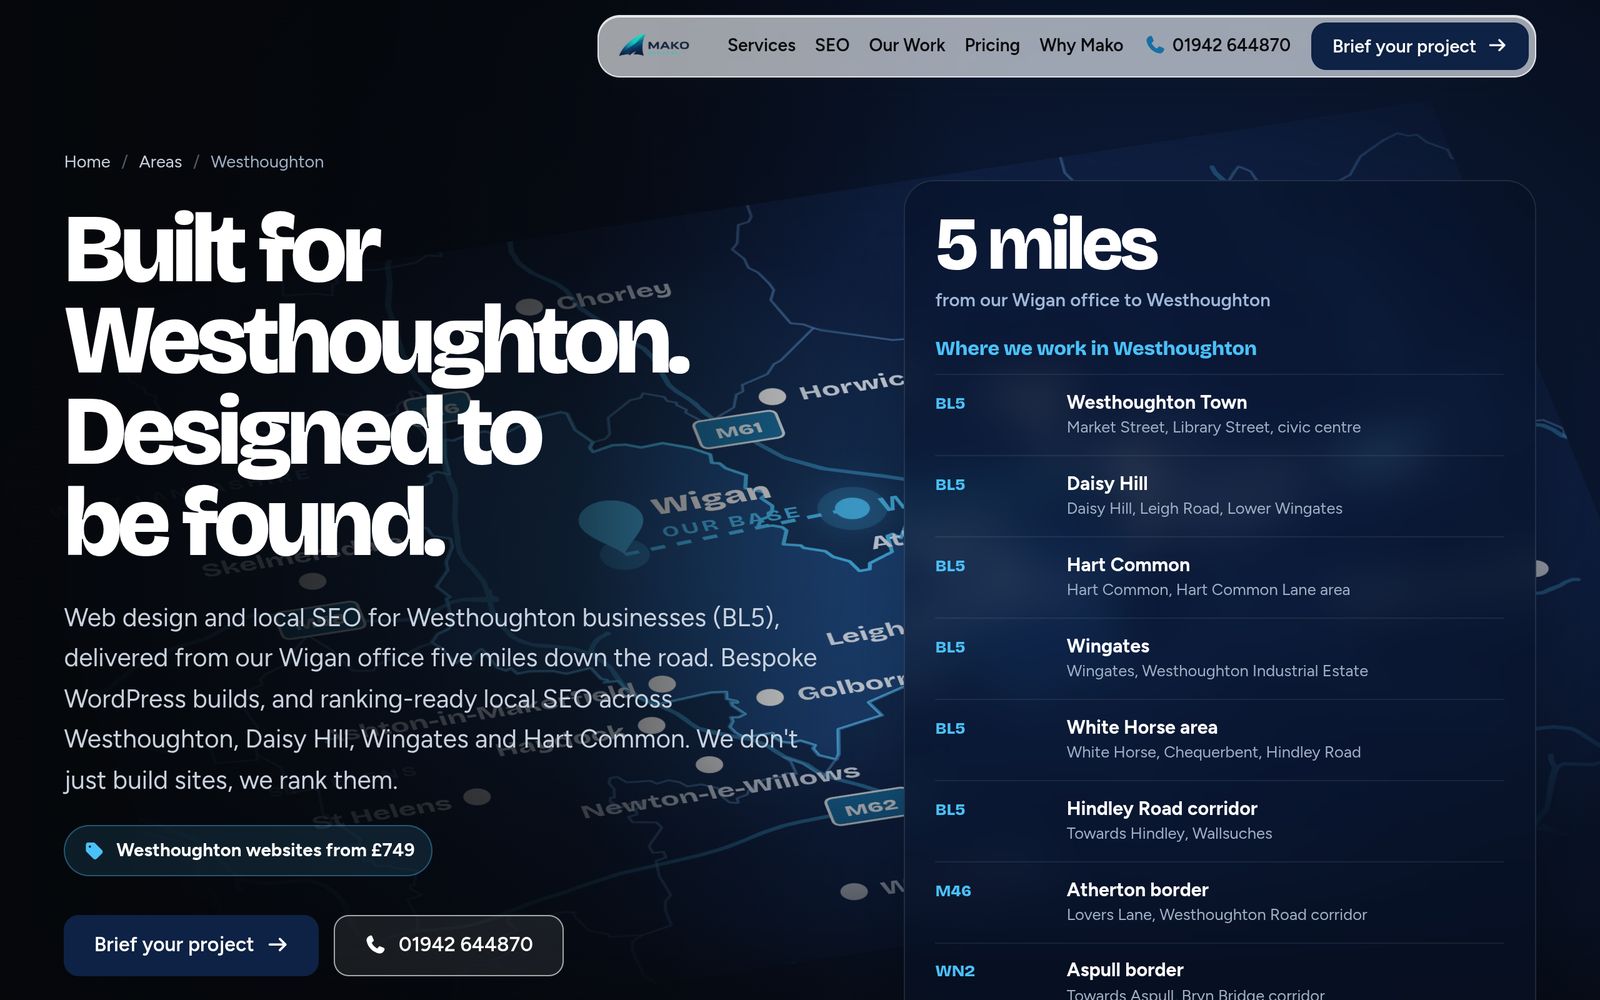 MAKO
Services
SEO
Our Work
Pricing
Why Mako
01942 644870
Brief your project
Home / Areas / Westhoughton
Built for
Westhoughton.
Designed to
be found.
Web design and local SEO for Westhoughton businesses (BL5),
delivered from our Wigan office five miles down the road. Bespoke
WordPress builds, and ranking-ready local SEO across
Westhoughton, Daisy Hill, Wingates and Hart Common. We don't
just build sites, we rank them.
Westhoughton websites from £749
Brief your project
01942 644870
Chorley
Horwic
M61
Wigan
OUR BASE
W
At
Skelmersd
Leigh
Golborn
Haydock
Newton-le-Willows
St Helens
M62
W
5 miles
from our Wigan office to Westhoughton
Where we work in Westhoughton
BL5
Westhoughton Town
Market Street, Library Street, civic centre
BL5
Daisy Hill
Daisy Hill, Leigh Road, Lower Wingates
BL5
Hart Common
Hart Common, Hart Common Lane area
BL5
Wingates
Wingates, Westhoughton Industrial Estate
BL5
White Horse area
White Horse, Chequerbent, Hindley Road
BL5
Hindley Road corridor
Towards Hindley, Wallsuches
M46
Atherton border
Lovers Lane, Westhoughton Road corridor
WN2
Aspull border
Towards Aspull, Bryn Bridge corridor